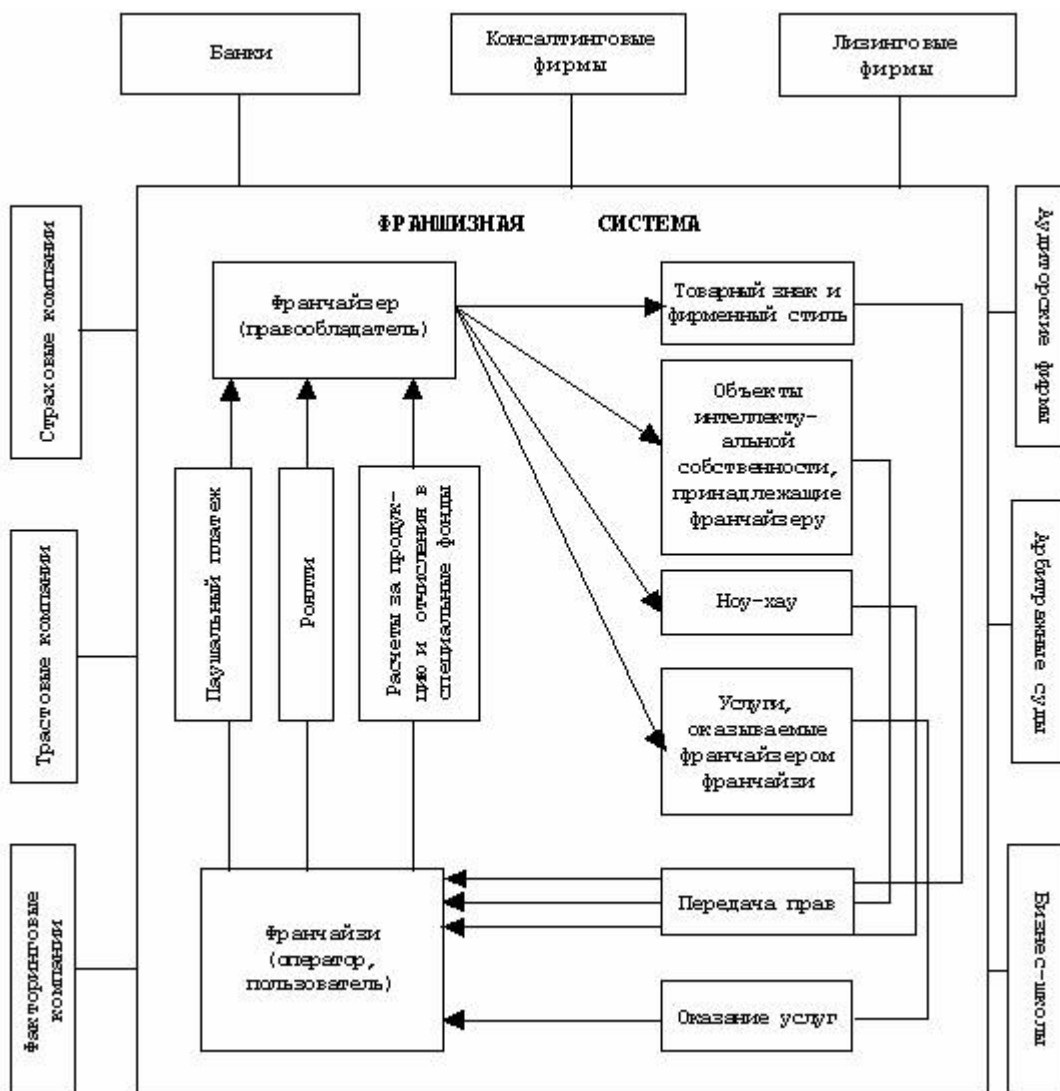 Банки
Консалтинговые
фирмы
Лизинговые
фирмы
ФРАНШИЗНАЯ СИСТЕМА
Страховые компании
Трастовые компании
Факторинговые
компании
Франчайзер
(правообладатель)
Паушальный платеж
Роялти
Расчеты за продук-
цию и отчисления в
специальные фонды
Франчайзи
(оператор,
пользователь)
Товарный знак и
фирменный стиль
Объекты
интеллекту-
альной
собственности,
принадлежащие
франчайзеру
Ноу-хау
Услуги,
оказываемые
франчайзером
франчайзи
Передача прав
Оказание услуг
Аудиторские
фирмы
Арбитражные суды
Бизнес-школы